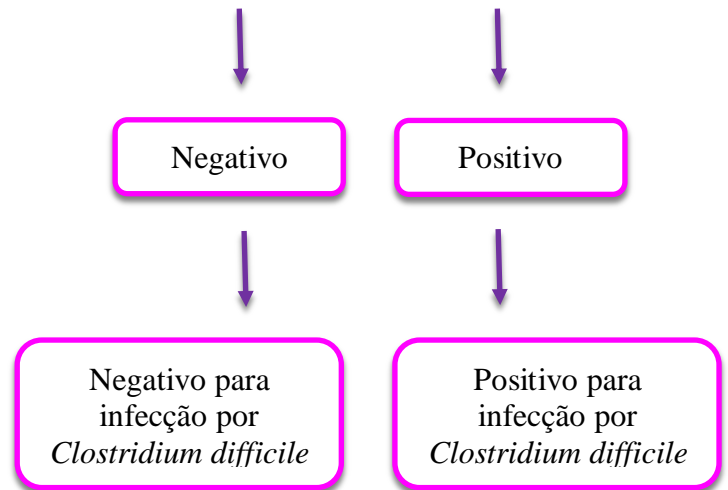 Negativo
Positivo
Negativo para
infecção por
Clostridium difficile
Positivo para
infecção por
Clostridium difficile